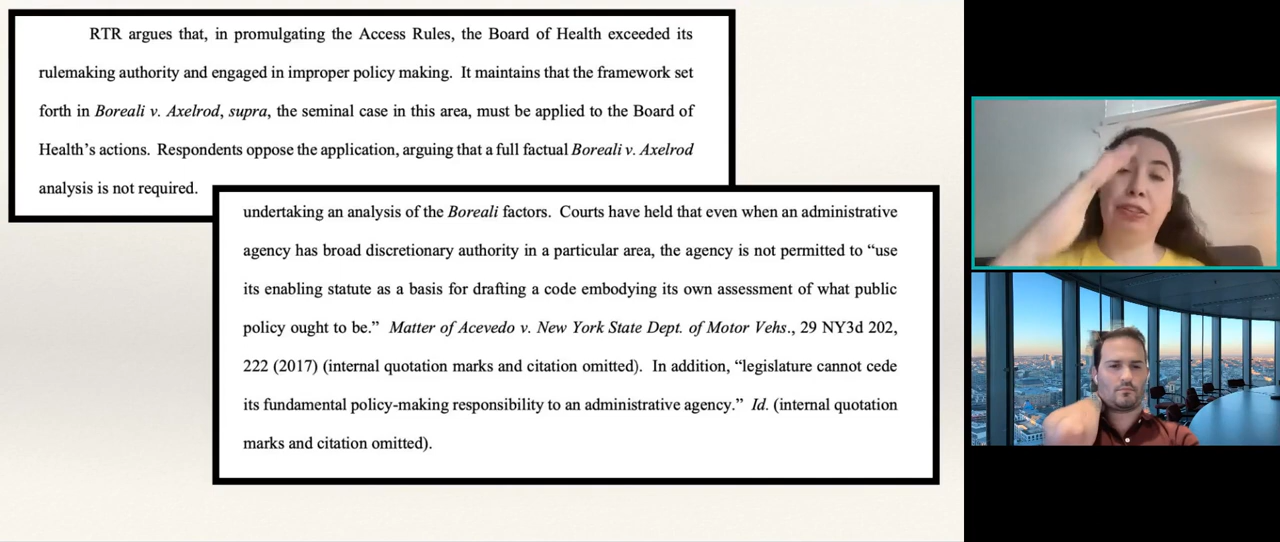 RTR argues that, in promulgating the Access Rules, the Board of Health exceeded its
rulemaking authority and engaged in improper policy making. It maintains that the framework set
forth in Boreali v. Axelrod, supra, the seminal case in this area, must be applied to the Board of
Health’s actions. Respondents oppose the application, arguing that a full factual Boreali v. Axelrod
analysis is not required.
undertaking an analysis of the Boreali factors. Courts have held that even when an administrative
agency has broad discretionary authority in a particular area, the agency is not permitted to “use
its enabling statute as a basis for drafting a code embodying its own assessment of what public
policy ought to be.” Matter of Acevedo v. New York State Dept. of Motor Vehs., 29 NY3d 202,
222 (2017) (internal quotation marks and citation omitted). In addition, “legislature cannot cede
its fundamental policy-making responsibility to an administrative agency.” Id. (internal quotation
marks and citation omitted).